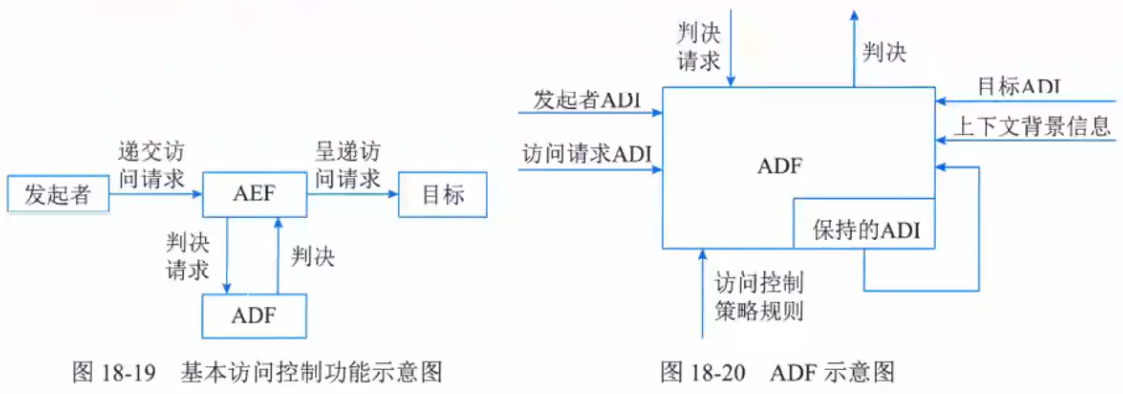 发起者
递交访
问请求
AEF
呈递访
问请求
目标
判决
请求
判决
ADF
图 18-19 基本访问控制功能示意图
判决
请求
判决
发起者ADI
访问请求ADI
目标ADI
上下文背景信息
ADF
保持的ADI
访问控制
策略规则
图 18-20 ADF 示意图